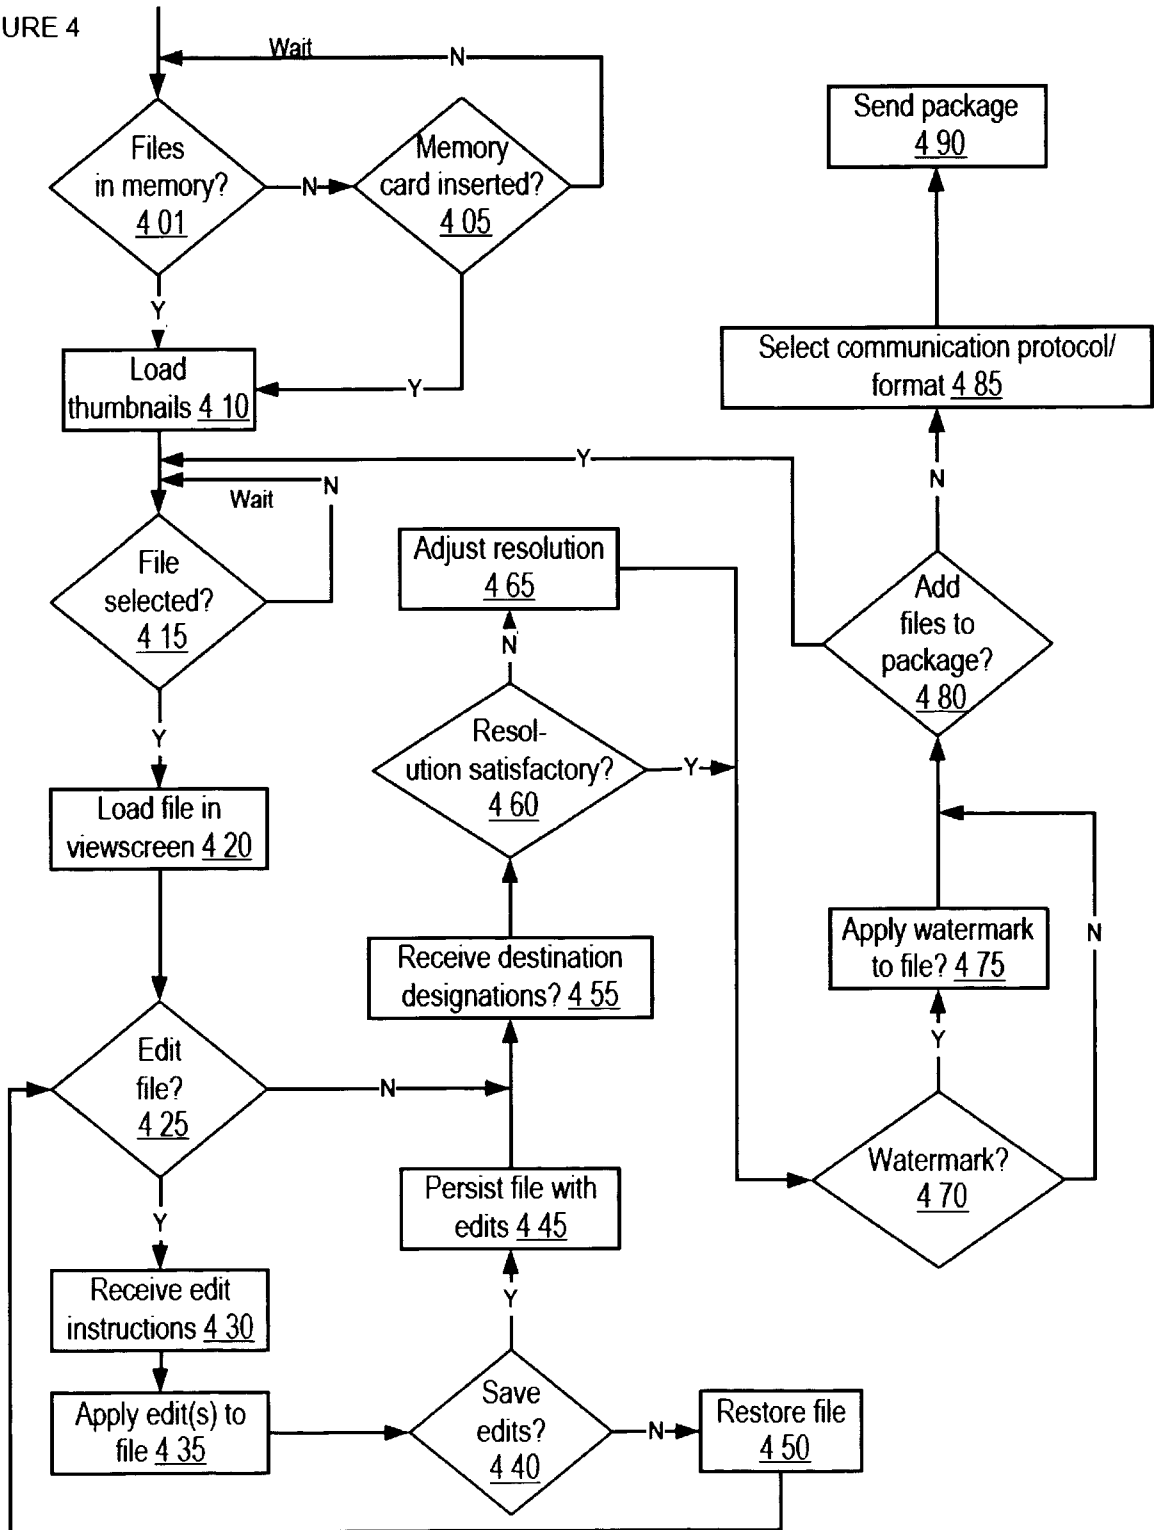 URE 4
Wait
N
Files
in memory?
4 01
N
Memory
card inserted?
4 05
Y
Y
Load
thumbnails 4 10
Send package
4 90
Select communication protocol/
format 4 85
N
Y
N
Wait
File
selected?
4 15
Y
Adjust resolution
4 65
N
Add
files to
package?
4 80
Resol-
ution satisfactory?
4 60
Y
Load file in
viewscreen 4 20
Receive destination
designations? 4 55
Apply watermark
to file? 4 75
N
Y
Edit
file?
4 25
N
Y
Watermark?
4 70
Persist file with
edits 4 45
Y
Receive edit
instructions 4 30
Apply edit(s) to
file 4 35
Save
edits?
4 40
N
Restore file
4 50